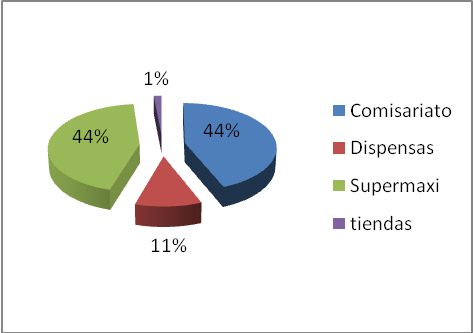 1%
44%
44%
11%
Comisariato
Dispensas
Supermaxi
tiendas